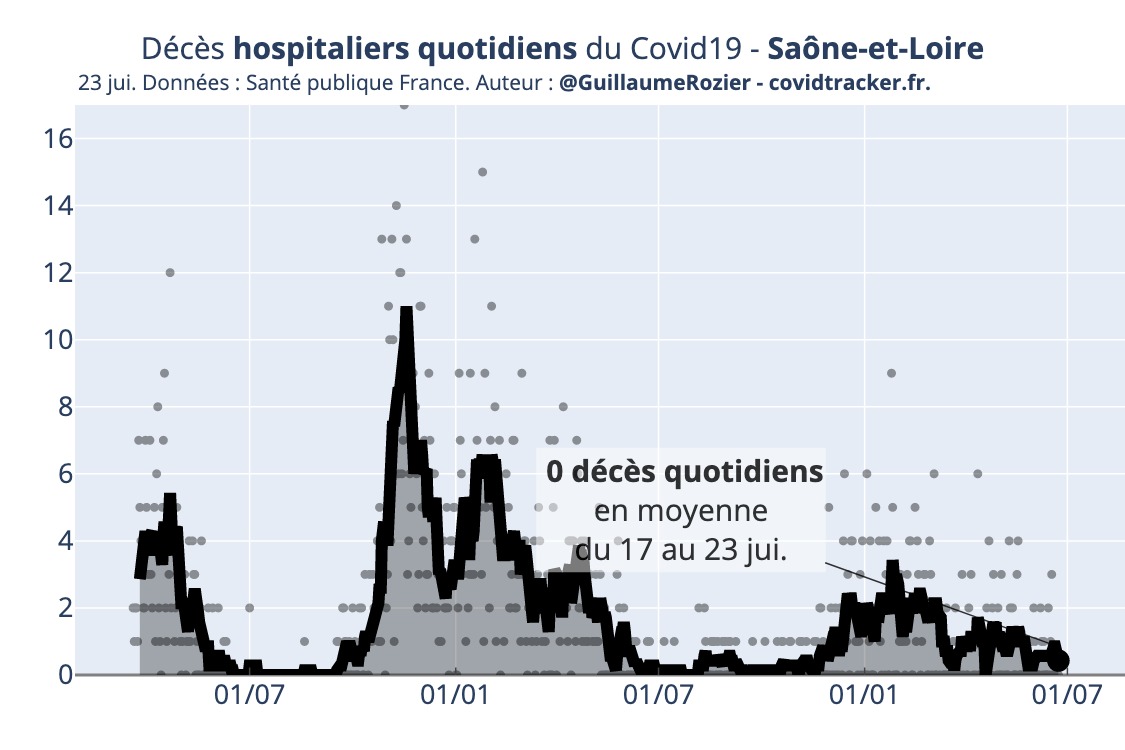 Décès hospitaliers quotidiens du Covid19 - Saône-et-Loire
23 jui. Données : Santé publique France. Auteur : @GuillaumeRozier - covidtracker.fr.
16
14
12
10
8
6
4
2
0
0 décès quotidiens
en moyenne
du 17 au 23 jui.
01/07 01/01 01/07 01/01 01/07